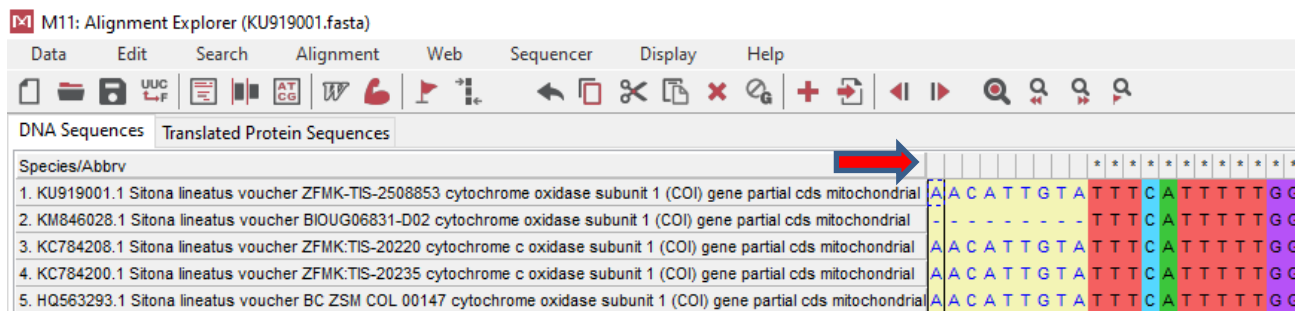 M11: Alignment Explorer (KU919001.fasta)
Data Edit Search Alignment Web Sequencer Display Help
UUC
F
AT
CG
W
G
DNA Sequences Translated Protein Sequences
Species/Abbrv * * * * * * * * * * * *
1. KU919001.1 Sitona lineatus voucher ZFMK-TIS-2508853 cytochrome oxidase subunit 1 (COI) gene partial cds mitochondrial A A C A T T G T A T T T C A T T T T T G G
2. KM846028.1 Sitona lineatus voucher BIOUG06831-D02 cytochrome oxidase subunit 1 (COI) gene partial cds mitochondrial - - - - - - - - - T T T C A T T T T T G G
3. KC784208.1 Sitona lineatus voucher ZFMK:TIS-20220 cytochrome c oxidase subunit 1 (COI) gene partial cds mitochondrial A A C A T T G T A T T T C A T T T T T G G
4. KC784200.1 Sitona lineatus voucher ZFMK:TIS-20235 cytochrome c oxidase subunit 1 (COI) gene partial cds mitochondrial A A C A T T G T A T T T C A T T T T T G G
5. HQ563293.1 Sitona lineatus voucher BC ZSM COL 00147 cytochrome oxidase subunit 1 (COI) gene partial cds mitochondrial A A C A T T G T A T T T C A T T T T T G G